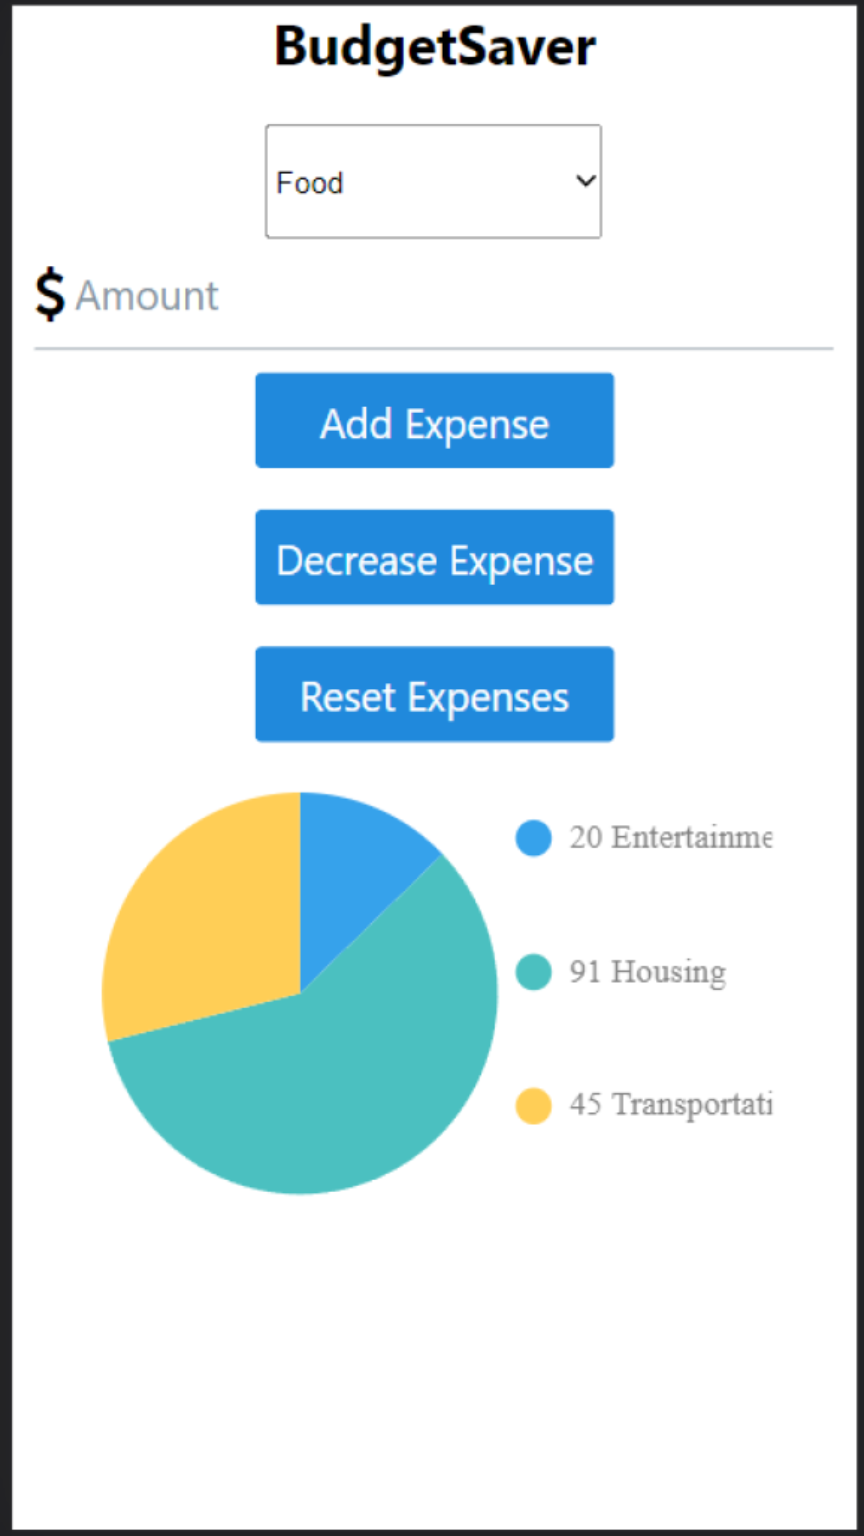 BudgetSaver
Food
$ Amount
Add Expense
Decrease Expense
Reset Expenses
20 Entertainme
91 Housing
45 Transportati